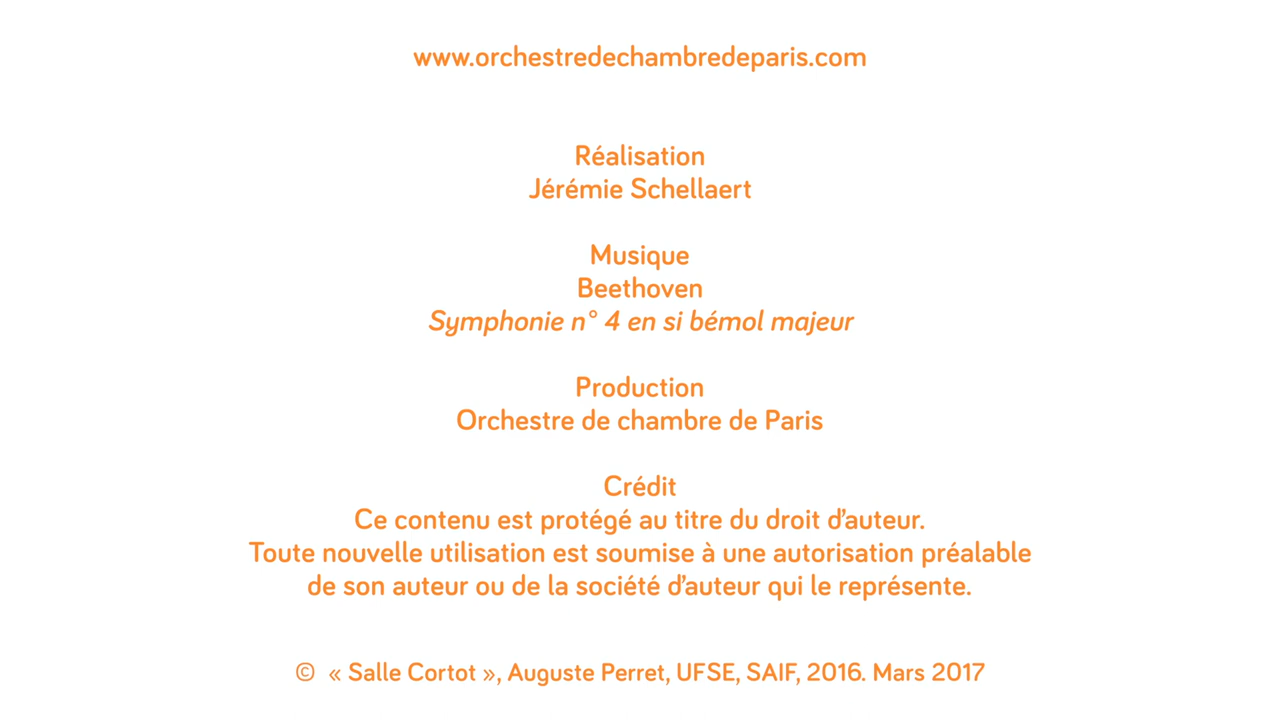 www.orchestredechambredeparis.com
Réalisation
Jérémie Schellaert
Musique
Beethoven
Symphonie n° 4 en si bémol majeur
Production
Orchestre de chambre de Paris
Crédit
Ce contenu est protégé au titre du droit d’auteur.
Toute nouvelle utilisation est soumise à une autorisation préalable
de son auteur ou de la société d’auteur qui le représente.
© « Salle Cortot », Auguste Perret, UFSE, SAIF, 2016. Mars 2017